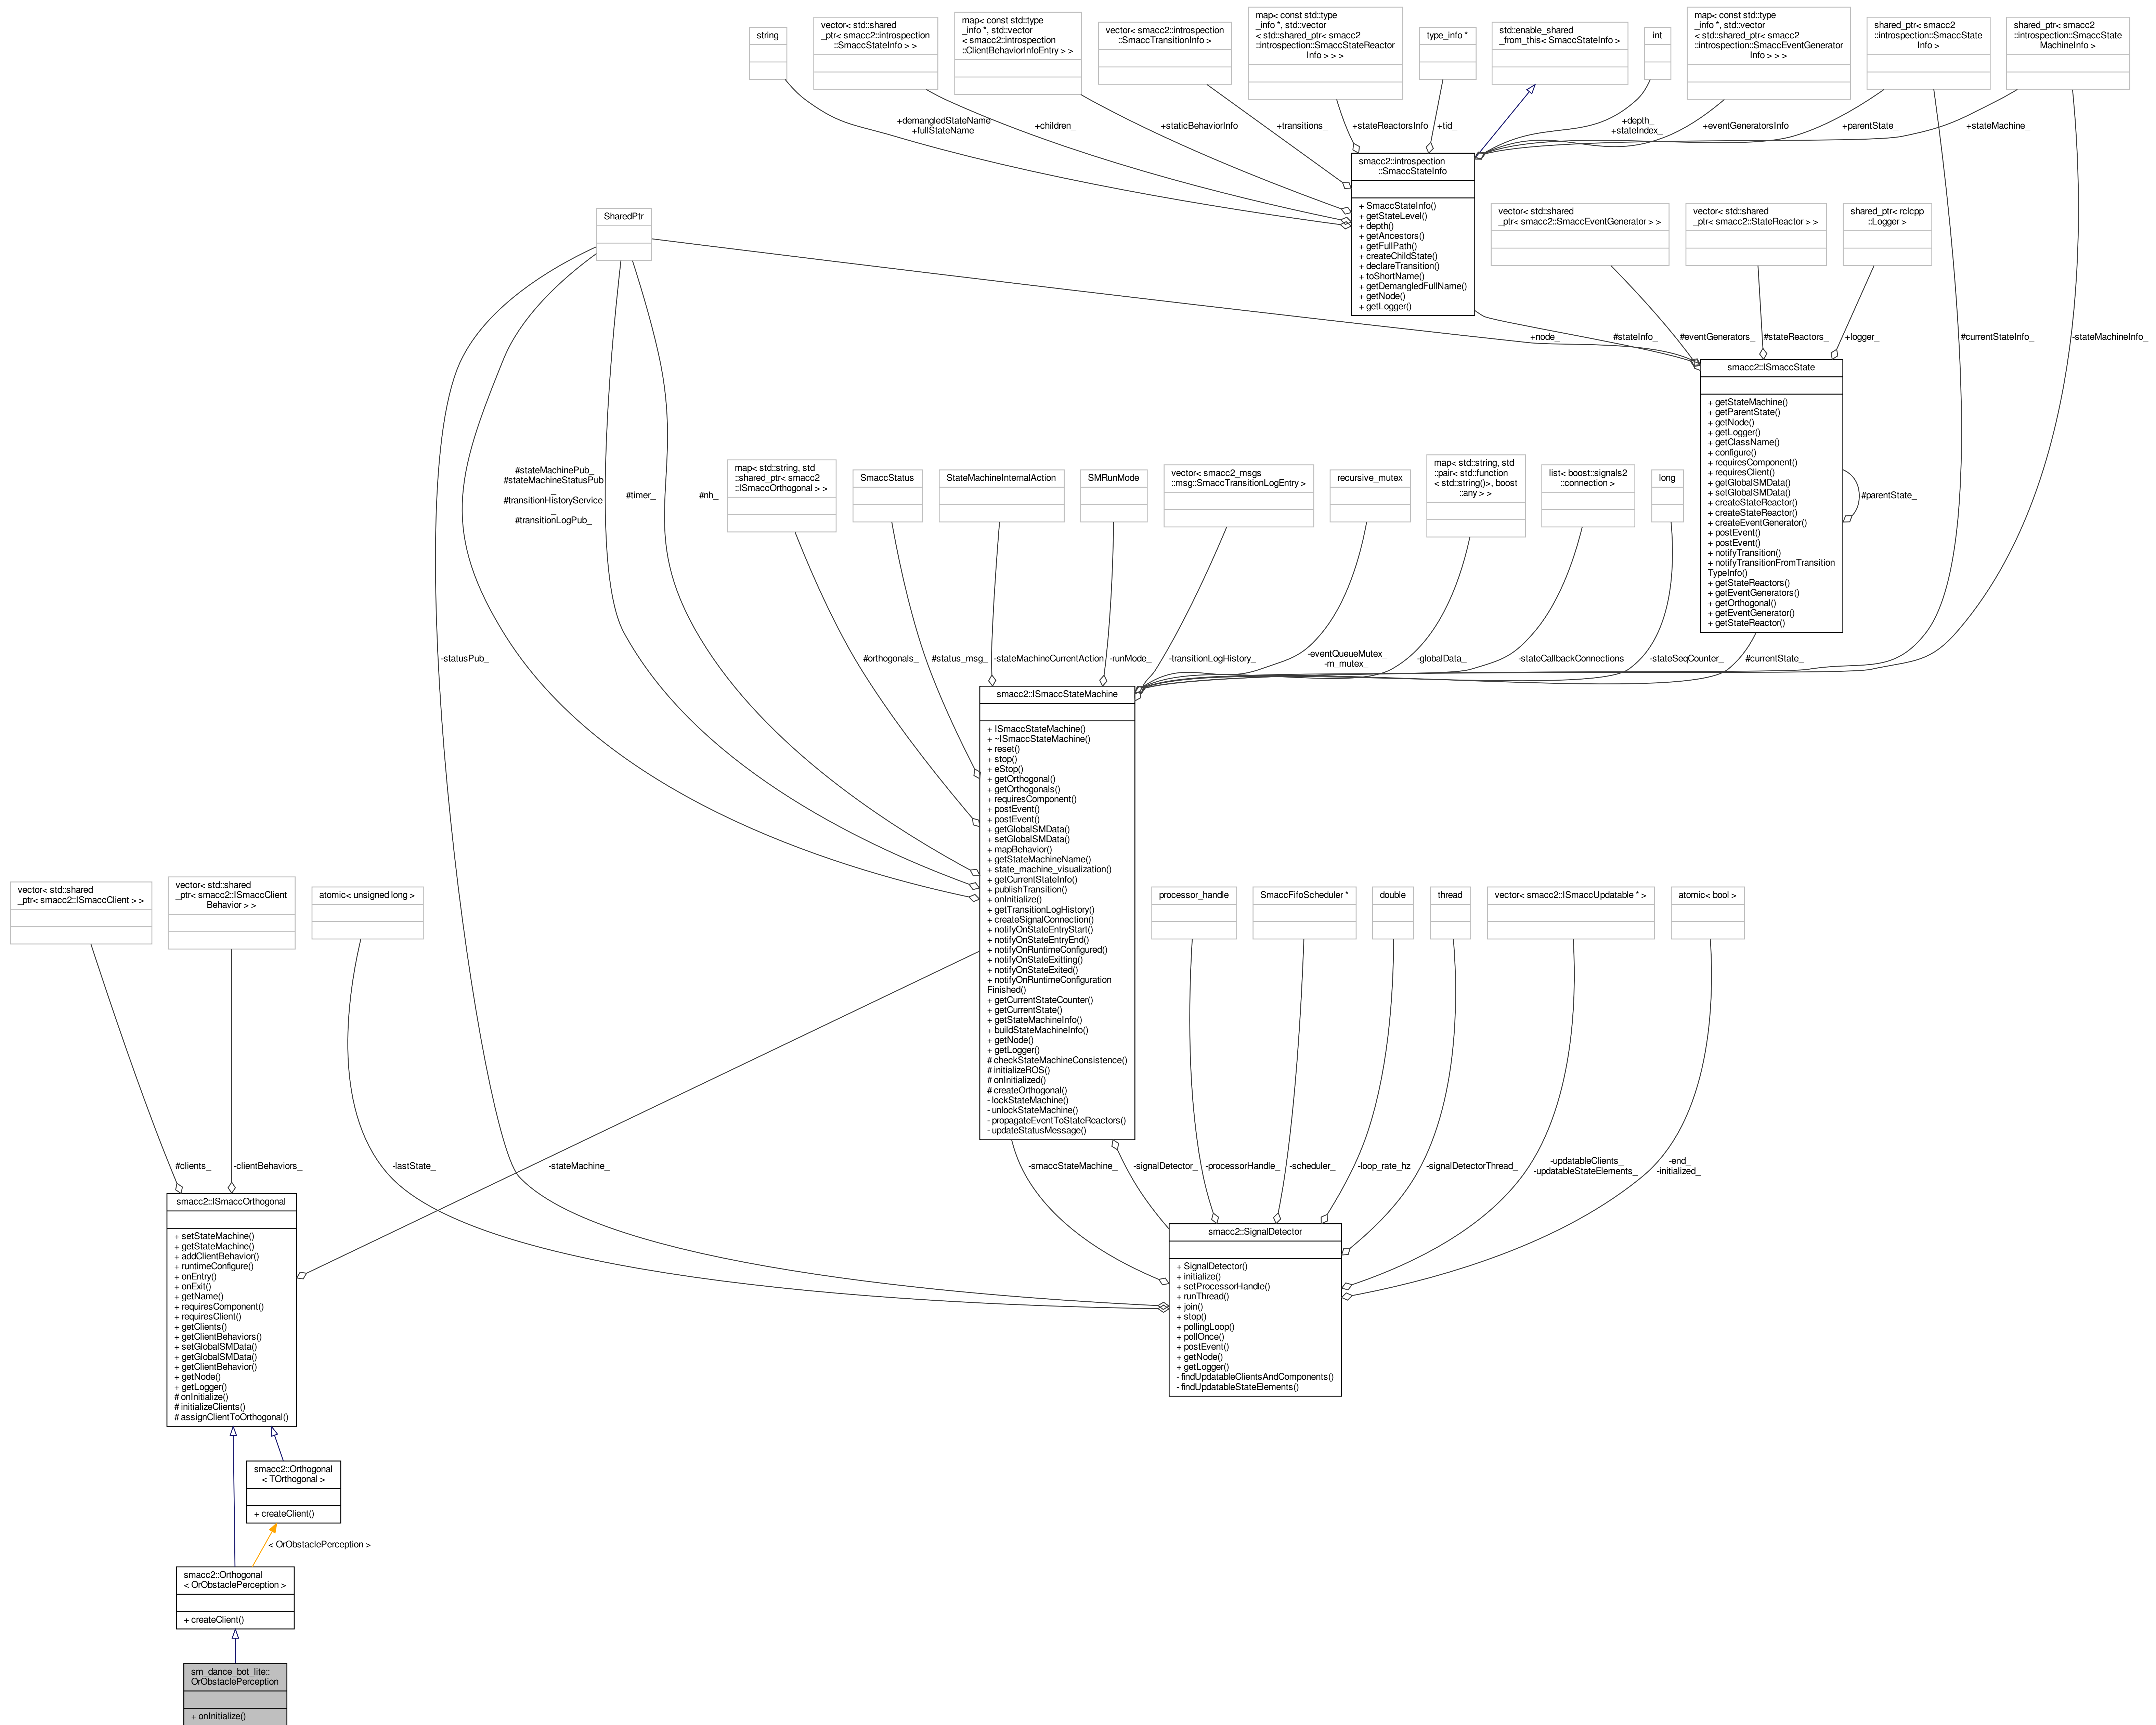 string
vector< std::shared
_ptr< smacc2::introspection
::SmaccStateInfo > >
map< const std::type
_info *, std::vector
< smacc2::introspection
::ClientBehaviorInfoEntry > >
vector< smacc2::introspection
::SmaccTransitionInfo >
map< const std::type
_info *, std::vector
< std::shared_ptr< smacc2
::introspection::SmaccStateReactor
Info > > >
type_info *
std::enable_shared
_from_this< SmaccStateInfo >
int
map< const std::type
_info *, std::vector
< std::shared_ptr< smacc2
::introspection::SmaccEventGenerator
Info > > >
shared_ptr< smacc2
::introspection::SmaccState
Info >
shared_ptr< smacc2
::introspection::SmaccState
MachineInfo >
+demangledStateName
+fullStateName
+children_
+staticBehaviorInfo
+transitions_
+stateReactorsInfo
+tid_
+depth_
+stateIndex_
+eventGeneratorsInfo
+parentState_
+stateMachine_
smacc2::introspection
::SmaccStateInfo
+ SmaccStateInfo()
+ getStateLevel()
+ depth()
+ getAncestors()
+ getFullPath()
+ createChildState()
+ declareTransition()
+ toShortName()
+ getDemangledFullName()
+ getNode()
+ getLogger()
SharedPtr
vector< std::shared
_ptr< smacc2::SmaccEventGenerator > >
vector< std::shared
_ptr< smacc2::StateReactor > >
shared_ptr< rclcpp
::Logger >
+node_
#stateInfo_
#eventGenerators_
#stateReactors_
+logger_
#currentStateInfo_
-stateMachineInfo_
smacc2::ISmaccState
+ getStateMachine()
+ getParentState()
+ getNode()
+ getLogger()
+ getClassName()
+ configure()
+ requiresComponent()
+ requiresClient()
+ getGlobalSMData()
+ setGlobalSMData()
+ createStateReactor()
+ createStateReactor()
+ createEventGenerator()
+ postEvent()
+ postEvent()
+ notifyTransition()
+ notifyTransitionFromTransition
TypeInfo()
+ getStateReactors()
+ getEventGenerators()
+ getOrthogonal()
+ getEventGenerator()
+ getStateReactor()
#parentState_
#stateMachinePub_
#stateMachineStatusPub
_
#transitionHistoryService
_
#transitionLogPub_
#timer_
#nh_
map< std::string, std
::shared_ptr< smacc2
::ISmaccOrthogonal > >
SmaccStatus
StateMachineInternalAction
SMRunMode
vector< smacc2_msgs
::msg::SmaccTransitionLogEntry >
recursive_mutex
map< std::string, std
::pair< std::function
< std::string()>, boost
::any > >
list< boost::signals2
::connection >
long
-statusPub_
#orthogonals_
#status_msg_
-stateMachineCurrentAction
-runMode_
-transitionLogHistory_
-eventQueueMutex_
-m_mutex_
-globalData_
-stateCallbackConnections
-stateSeqCounter_
#currentState_
smacc2::ISmaccStateMachine
+ ISmaccStateMachine()
+ ~ISmaccStateMachine()
+ reset()
+ stop()
+ eStop()
+ getOrthogonal()
+ getOrthogonals()
+ requiresComponent()
+ postEvent()
+ postEvent()
+ getGlobalSMData()
+ setGlobalSMData()
+ mapBehavior()
+ getStateMachineName()
+ state_machine_visualization()
+ getCurrentStateInfo()
+ publishTransition()
+ onInitialize()
+ getTransitionLogHistory()
+ createSignalConnection()
+ notifyOnStateEntryStart()
+ notifyOnStateEntryEnd()
+ notifyOnRuntimeConfigured()
+ notifyOnStateExitting()
+ notifyOnStateExited()
+ notifyOnRuntimeConfiguration
Finished()
+ getCurrentStateCounter()
+ getCurrentState()
+ getStateMachineInfo()
+ buildStateMachineInfo()
+ getNode()
+ getLogger()
# checkStateMachineConsistence()
# initializeROS()
# onInitialized()
# createOrthogonal()
- lockStateMachine()
- unlockStateMachine()
- propagateEventToStateReactors()
- updateStatusMessage()
vector< std::shared
_ptr< smacc2::ISmaccClient > >
vector< std::shared
_ptr< smacc2::ISmaccClient
Behavior > >
atomic< unsigned long >
processor_handle
SmaccFifoScheduler *
double
thread
vector< smacc2::ISmaccUpdatable * >
atomic< bool >
#clients_
-clientBehaviors_
-lastState_
-stateMachine_
-smaccStateMachine_
-signalDetector_
-processorHandle_
-scheduler_
-loop_rate_hz
-signalDetectorThread_
-updatableClients_
-updatableStateElements_
-end_
-initialized_
smacc2::ISmaccOrthogonal
+ setStateMachine()
+ getStateMachine()
+ addClientBehavior()
+ runtimeConfigure()
+ onEntry()
+ onExit()
+ getName()
+ requiresComponent()
+ requiresClient()
+ getClients()
+ getClientBehaviors()
+ setGlobalSMData()
+ getGlobalSMData()
+ getClientBehavior()
+ getNode()
+ getLogger()
# onInitialize()
# initializeClients()
# assignClientToOrthogonal()
smacc2::SignalDetector
+ SignalDetector()
+ initialize()
+ setProcessorHandle()
+ runThread()
+ join()
+ stop()
+ pollingLoop()
+ pollOnce()
+ postEvent()
+ getNode()
+ getLogger()
- findUpdatableClientsAndComponents()
- findUpdatableStateElements()
smacc2::Orthogonal
< TOrthogonal >
+ createClient()
< OrObstaclePerception >
smacc2::Orthogonal
< OrObstaclePerception >
+ createClient()
sm_dance_bot_lite::
OrObstaclePerception
+ onInitialize()